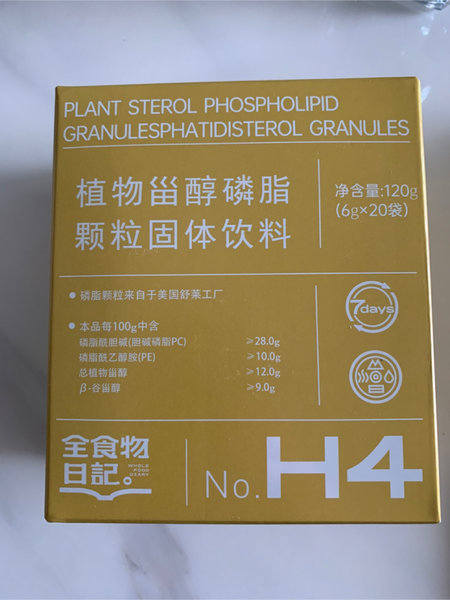 PLANT STEROL PHOSPHOLIPID
GRANULESPHATIDISTEROL GRANULES
植物甾醇磷脂
颗粒固体饮料
净含量:120g
(6g×20袋)
● 磷脂颗粒来自于美国舒莱工厂
● 本品每100g中含
磷脂酰胆碱(胆碱磷脂PC) ≥28.0g
磷脂酰乙醇胺(PE) ≥10.0g
总植物甾醇 ≥12.0g
β-谷甾醇 ≥9.0g
7days
全食物
日記。
WHOLE
FOOD
DIARY
No.H4